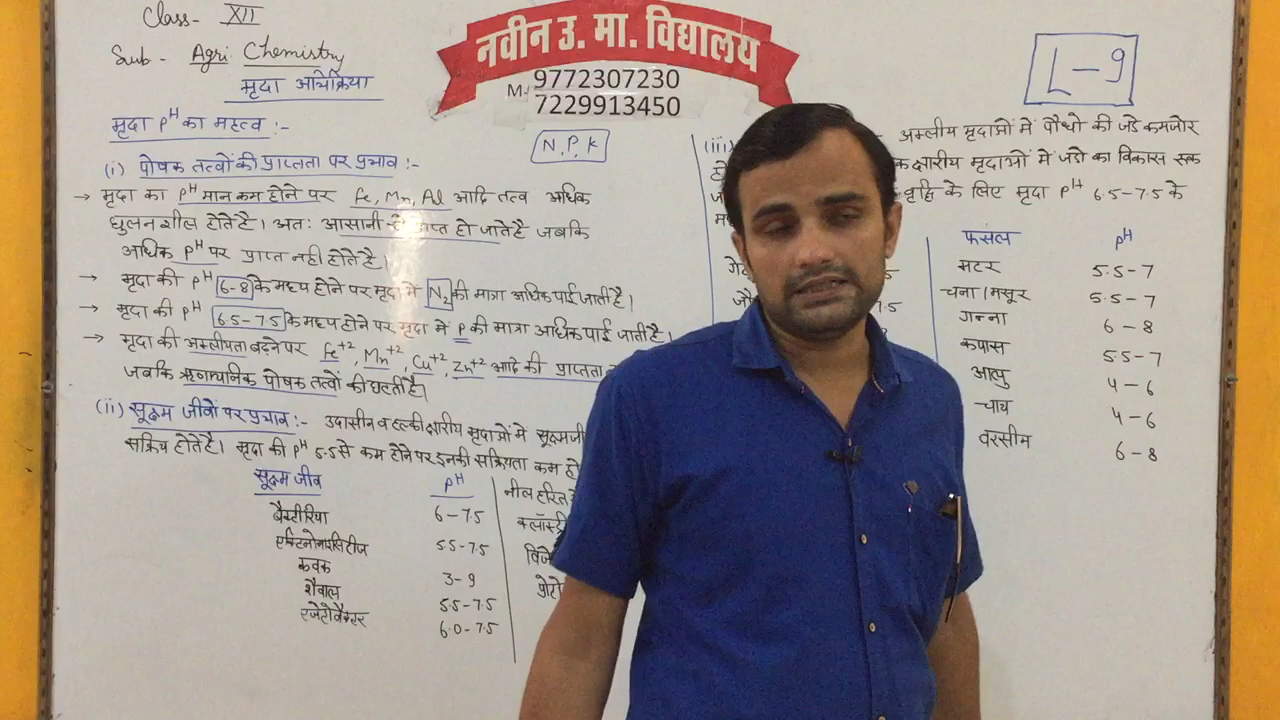 Class- XII
Sub - Agri Chemistry
मृदा अभिक्रिया
नवीन उ. मा. विद्यालय
M- 9772307230
7229913450
L-9
मृदा pH का महत्व :-
N, P, K
(i) पोषक तत्वों की प्राप्तता पर प्रभाव :-
→ मृदा का pH मान कम होने पर Fe, Mn, Al आदि तत्व अधिक
घुलनशील होते है। अतः आसानी से प्राप्त हो जाते है जबकि
अधिक pH पर प्राप्त नही होते है।
→ मृदा की pH 6-8 के मध्य होने पर मृदा में N2 की मात्रा अधिक पाई जाती है।
→ मृदा की pH 6.5-7.5 के मध्य होने पर मृदा में P की मात्रा अधिक पाई जाती है।
→ मृदा की अम्लीयता बढने पर Fe+2, Mn+2, Cu+2, Zn+2 आदि की प्राप्तता
जबकि ऋणात्मक पोषक तत्वों की घटती है।
(ii) सूक्ष्म जीवों पर प्रभाव :- उदासीन व हल्की क्षारीय मृदाओं में सूक्ष्मजी
सक्रिय होते है। मृदा की pH 5.5 से कम होने पर इनकी सक्रियता कम हो
सूक्ष्म जीव pH
बैक्टीरिया 6-7.5
एक्टिनोमाइसिटीज 5.5-7.5
कवक 3-9
शैवाल 5.5-7.5
एजेटोबैक्टर 6.0-7.5
नील हरित
क्लॉस्ट्री
(iii) अम्लीय मृदाओं में पौधो की जडे कमजोर
क्षारीय मृदाओं में जडो का विकास रूक
वृद्धि के लिए मृदा pH 6.5-7.5 के
फसल pH
मटर 5.5-7
चना/मसूर 5.5-7
गन्ना 6-8
कपास 5.5-7
आलू 4-6
चाय 4-6
वरसीम 6-8